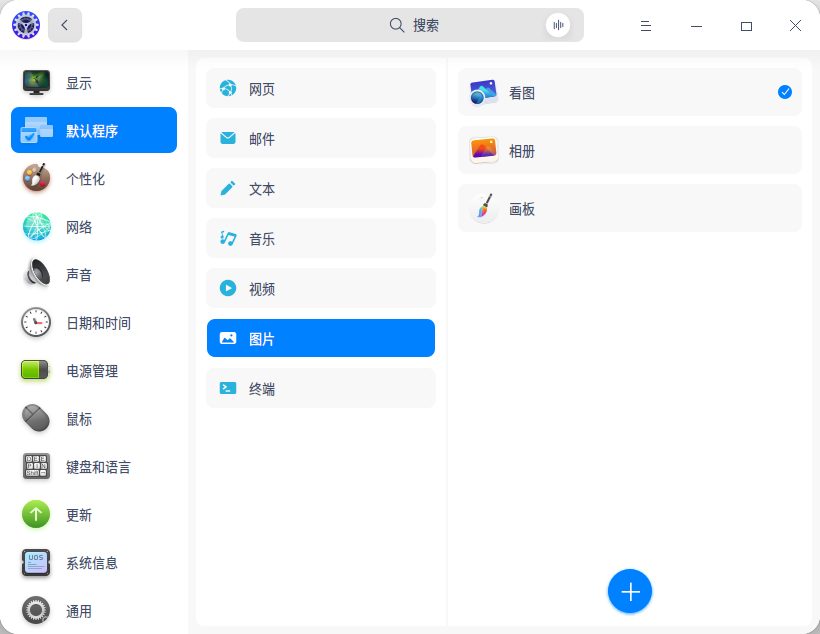 搜索
显示
默认程序
个性化
网络
声音
日期和时间
电源管理
鼠标
键盘和语言
更新
UOS
系统信息
通用
网页
邮件
文本
音乐
视频
图片
终端
看图
相册
画板